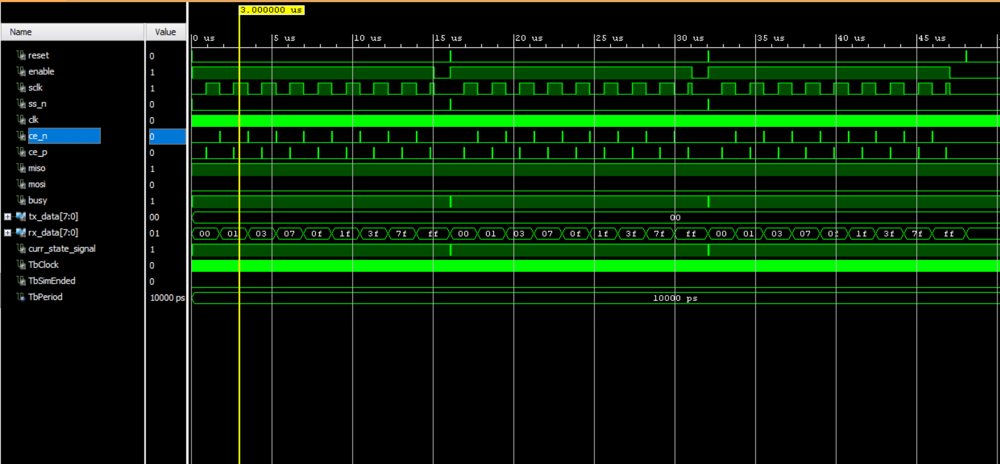 3.000000 us
Name Value
0 us 5 us 10 us 15 us 20 us 25 us 30 us 35 us 40 us 45 us
reset 0
enable 1
sclk 1
ss_n 0
clk 0
ce_n 0
ce_p 0
miso 1
mosi 0
busy 1
tx_data[7:0] 00 00
rx_data[7:0] 01 00 01 03 07 0f 1f 3f 7f ff 00 01 03 07 0f 1f 3f 7f ff 00 01 03 07 0f 1f 3f 7f ff
curr_state_signal 1
TbClock 0
TbSimEnded 0
TbPeriod 10000 ps 10000 ps